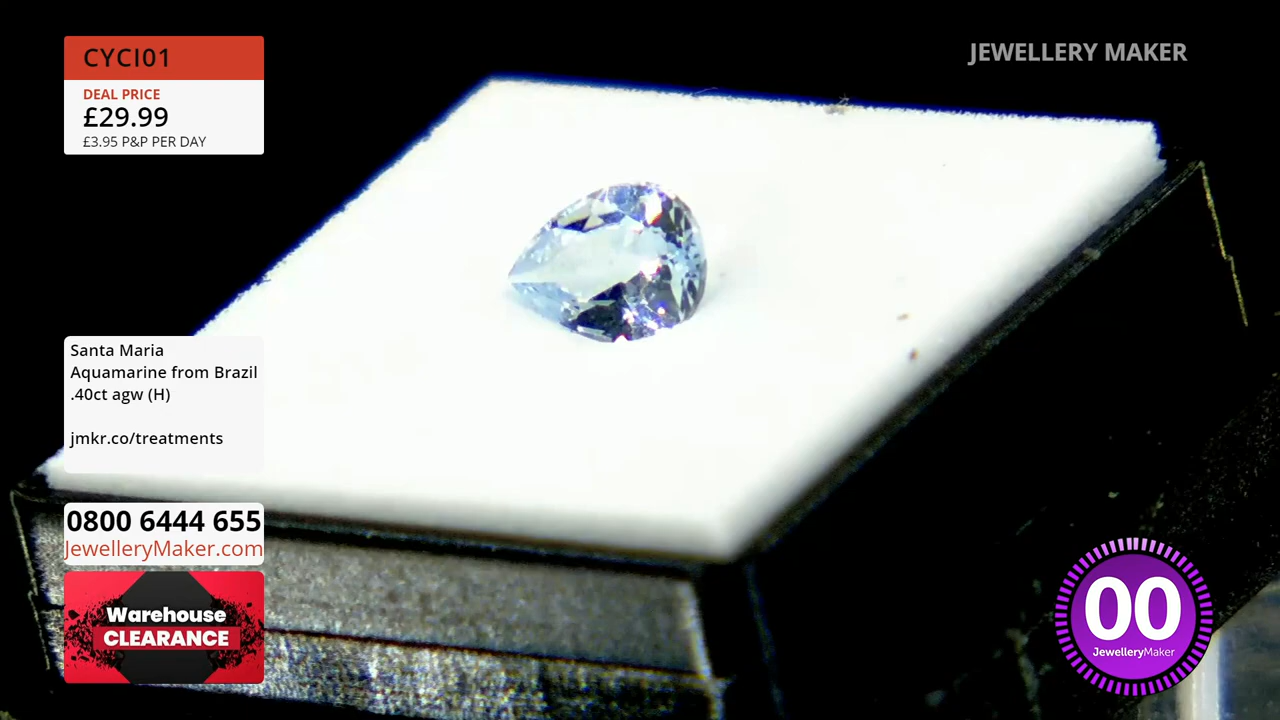 CYCI01
DEAL PRICE
£29.99
£3.95 P&P PER DAY
JEWELLERY MAKER
Santa Maria
Aquamarine from Brazil
.40ct agw (H)
jmkr.co/treatments
0800 6444 655
JewelleryMaker.com
Warehouse
CLEARANCE
00
JewelleryMaker